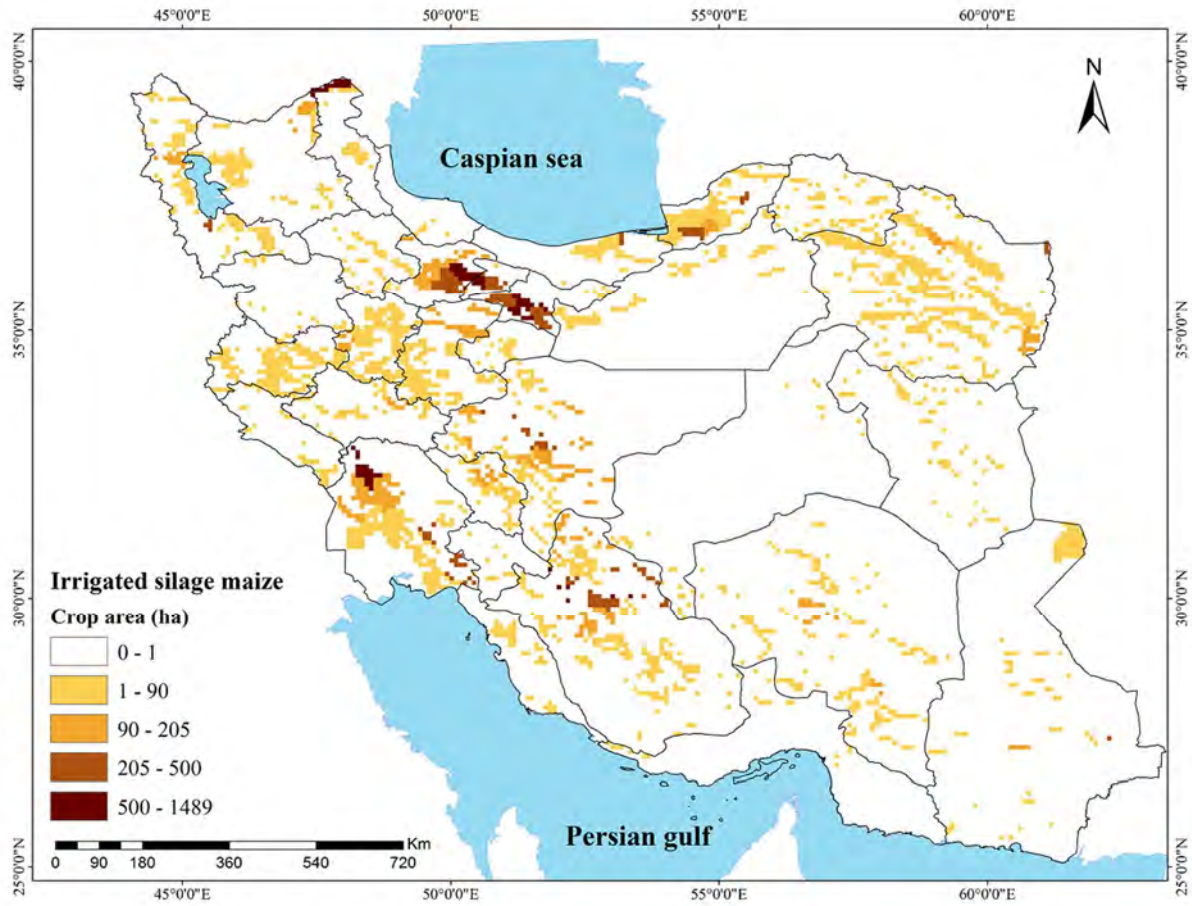 45°0'0"E 50°0'0"E 55°0'0"E 60°0'0"E
40°0'0"N 40°0'0"N
N
Caspian sea
35°0'0"N 35°0'0"N
Irrigated silage maize
30°0'0"N 30°0'0"N
Crop area (ha)
0 - 1
1 - 90
90 - 205
205 - 500
500 - 1489
Persian gulf
Km
0 90 180 360 540 720
25°0'0"N 25°0'0"N
45°0'0"E 50°0'0"E 55°0'0"E 60°0'0"E